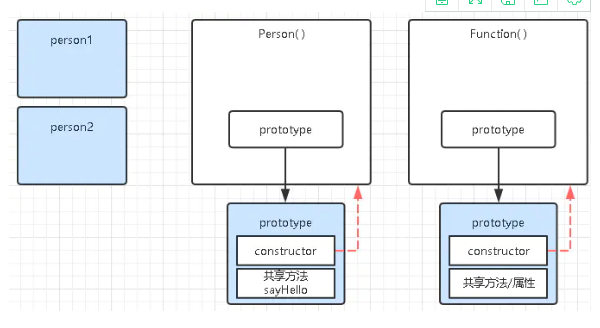 person1
person2
Person( )
prototype
prototype
constructor
共享方法
sayHello
Function( )
prototype
prototype
constructor
共享方法/属性